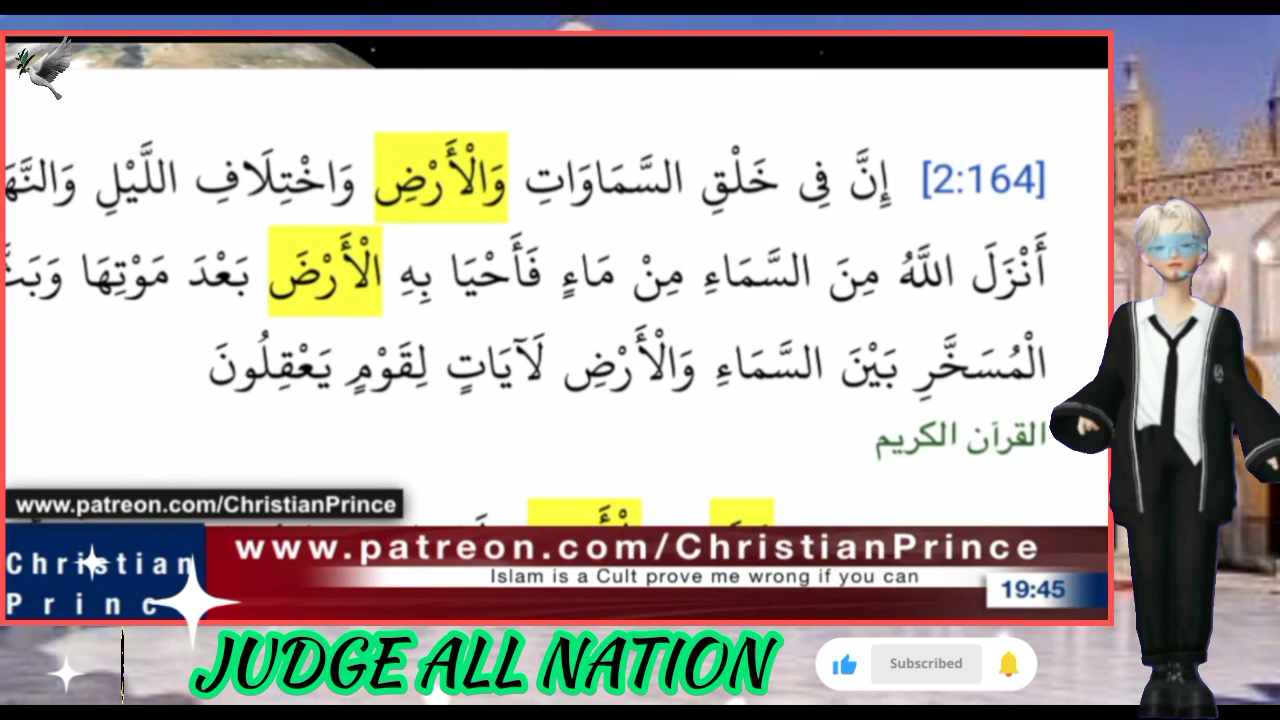 [2:164] إِنَّ فِى خَلْقِ السَّمَاوَاتِ وَالْأَرْضِ وَاخْتِلَافِ اللَّيْلِ
أَنْزَلَ اللَّهُ مِنَ السَّمَاءِ مِنْ مَاءٍ فَأَحْيَا بِهِ الْأَرْضَ بَعْدَ مَوْتِهَا
الْمُسَخَّرِ بَيْنَ السَّمَاءِ وَالْأَرْضِ لَآيَاتٍ لِقَوْمٍ يَعْقِلُونَ
القرآن الكريم
www.patreon.com/ChristianPrince
Christian
Princ
www.patreon.com/ChristianPrince
Islam is a Cult prove me wrong if you can
19:45
JUDGE ALL NATION
Subscribed